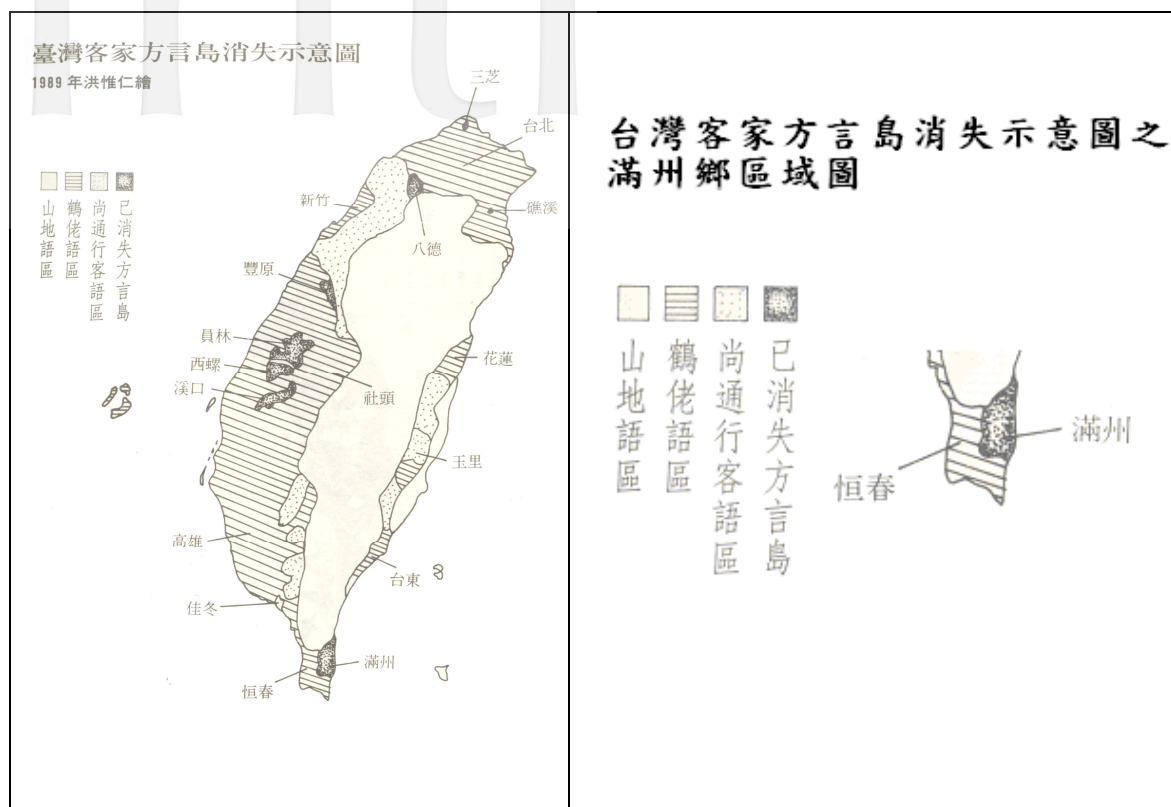 臺灣客家方言島消失示意圖
1989 年洪惟仁繪
已消失方言島
尚通行客語區
鶴佬語區
山地語區
三芝
台北
新竹
礁溪
八德
豐原
員林
花蓮
西螺
社頭
溪口
玉里
高雄
台東
佳冬
滿州
恒春
台灣客家方言島消失示意圖之
滿州鄉區域圖
已消失方言島
尚通行客語區
鶴佬語區
山地語區
滿州
恒春